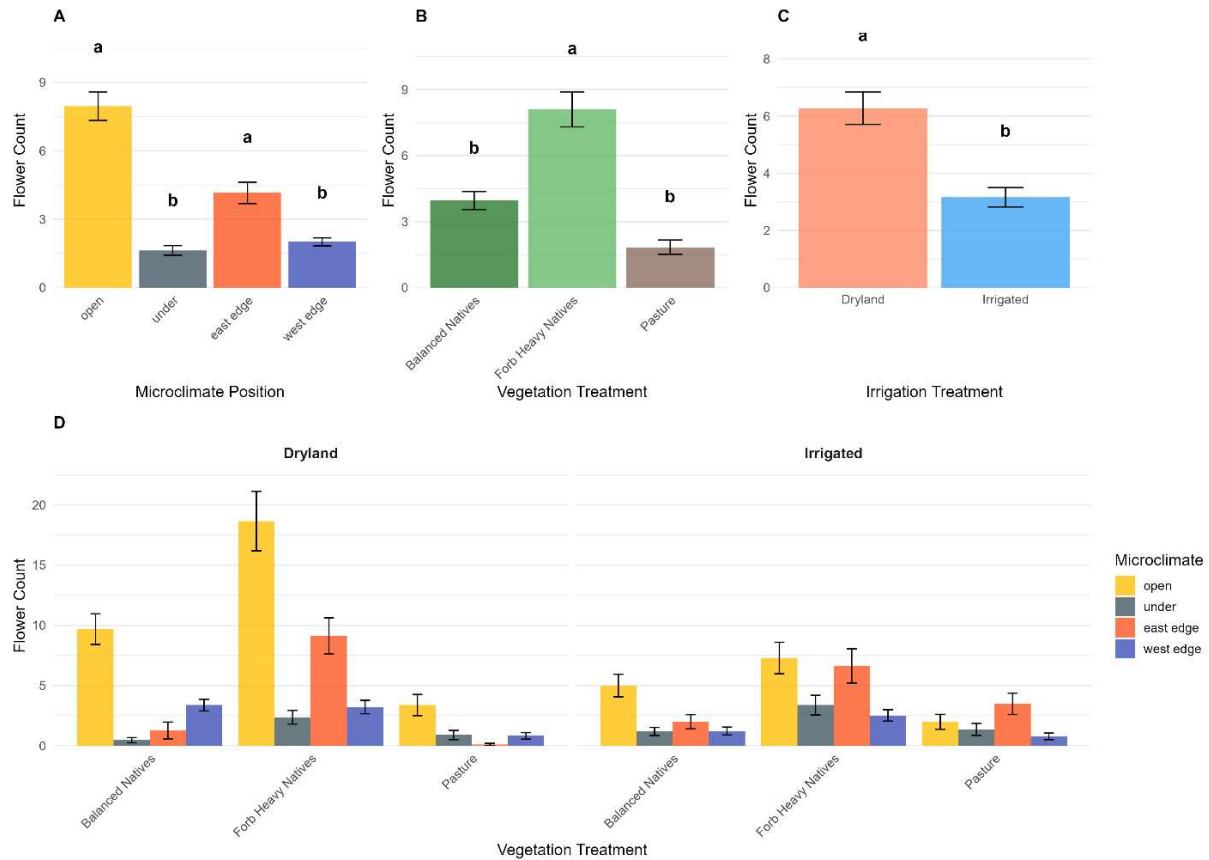 A
B
C
a
b
a
b
Flower Count
9
6
3
0
open
under
east edge
west edge
Microclimate Position
b
a
b
Flower Count
9
6
3
0
Balanced Natives
Forb Heavy Natives
Pasture
Vegetation Treatment
a
b
Flower Count
8
6
4
2
0
Dryland
Irrigated
Irrigation Treatment
D
Dryland
Irrigated
Flower Count
20
15
10
5
0
Balanced Natives
Forb Heavy Natives
Pasture
Balanced Natives
Forb Heavy Natives
Pasture
Vegetation Treatment
Microclimate
open
under
east edge
west edge